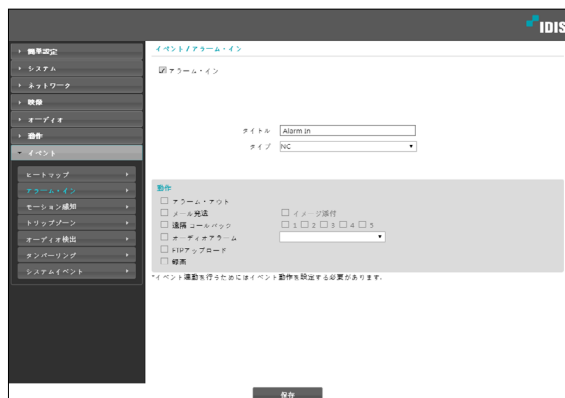 IDIS
簡単設定
システム
ネットワーク
映像
オーディオ
動作
イベント
ヒートマップ
アラーム・イン
モーション感知
トリップゾーン
オーディオ検出
タンパーリング
システムイベント
イベント / アラーム・イン
アラーム・イン
タイトル Alarm In
タイプ NC
動作
アラーム・アウト
メール発送 イメージ添付
遠隔 コールバック 1 2 3 4 5
オーディオアラーム
FTPアップロード
録画
*イベント連動を行うためにはイベント動作を設定する必要があります.
保存